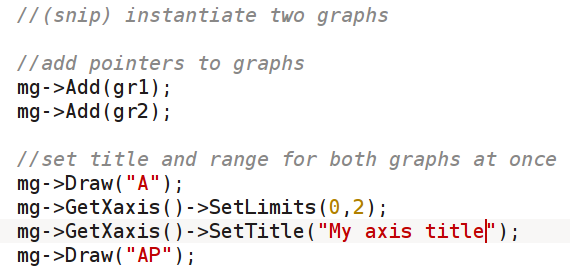 //(snip) instantiate two graphs
//add pointers to graphs
mg->Add(gr1);
mg->Add(gr2);
//set title and range for both graphs at once
mg->Draw("A");
mg->GetXaxis()->SetLimits(0,2);
mg->GetXaxis()->SetTitle("My axis title");
mg->Draw("AP");